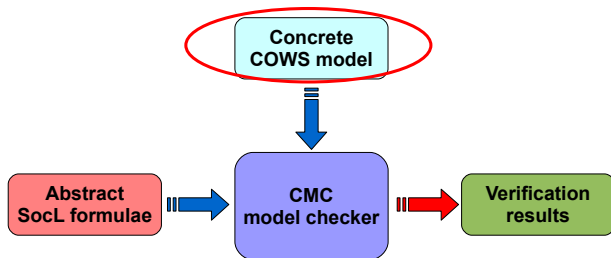 Concrete
COWS model
Abstract
SocL formulae
CMC
model checker
Verification
results